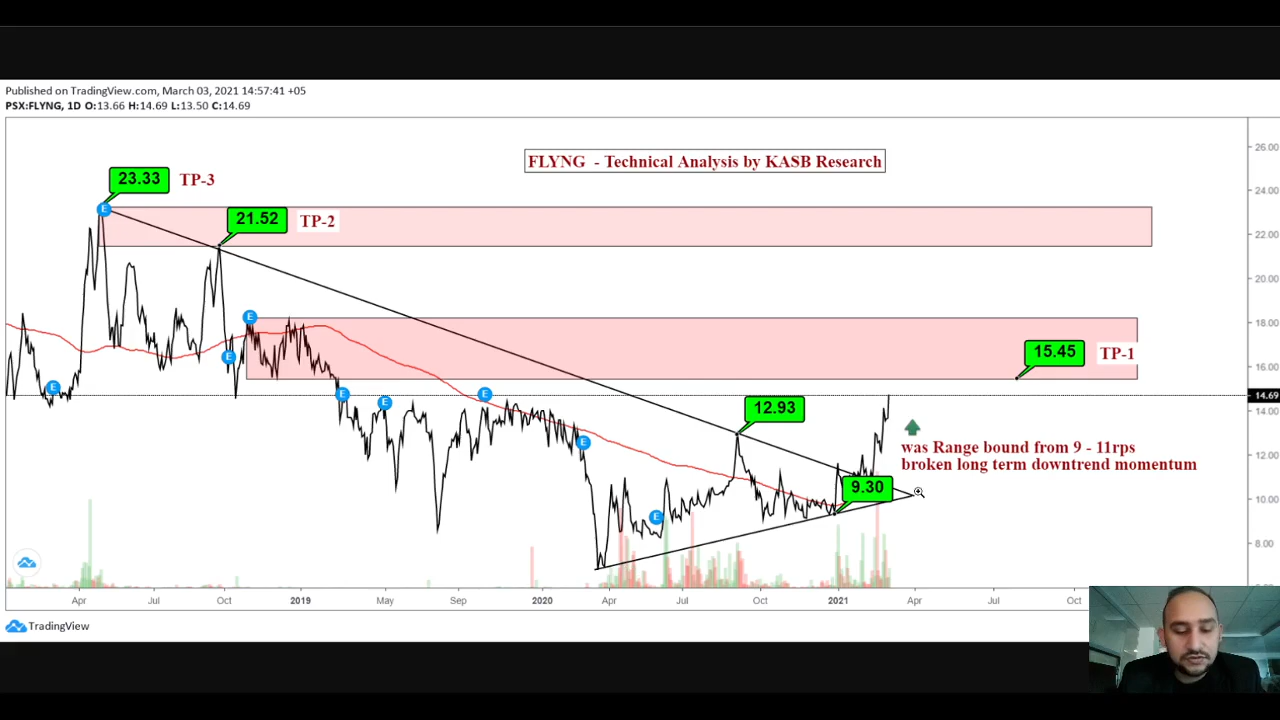 Published on TradingView.com, March 03, 2021 14:57:41 +05
PSX:FLYNG, 1D O:13.66 H:14.69 L:13.50 C:14.69
FLYNG - Technical Analysis by KASB Research
26.00
23.33 TP-3
24.00
21.52 TP-2
22.00
20.00
18.00
15.45 TP-1
16.00
14.69
12.93
14.00
was Range bound from 9 - 11rps
broken long term downtrend momentum
12.00
9.30
10.00
8.00
E
E
E
E
E
E
E
E
E
Apr Jul Oct 2019 May Sep 2020 Apr Jul Oct 2021 Apr Jul Oct
TradingView